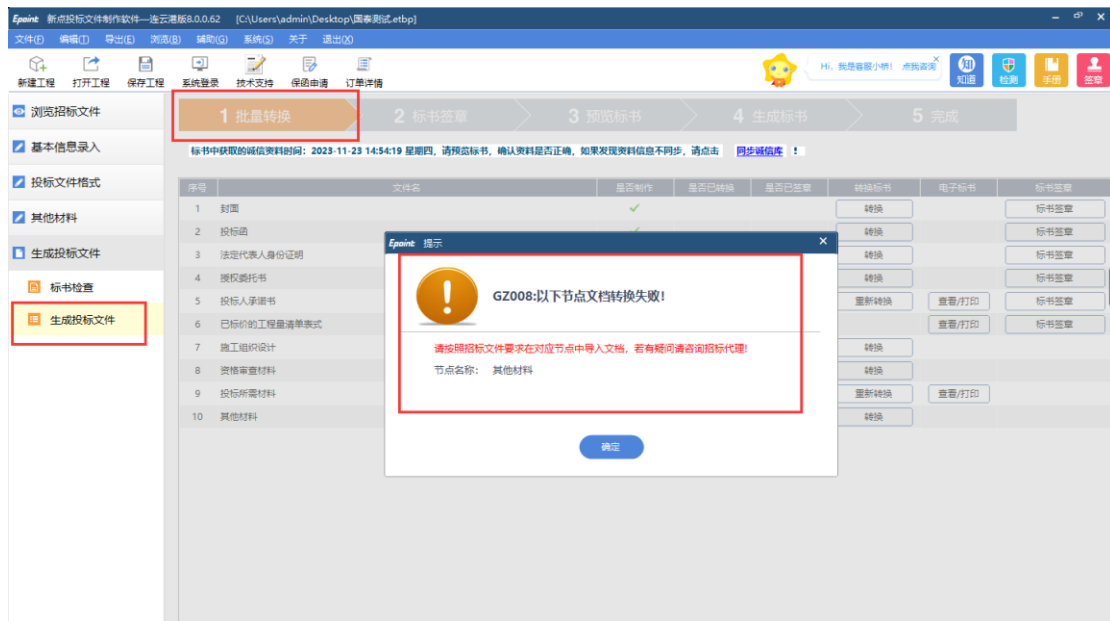 Epoint 新点投标文件制作软件—连云港版8.0.0.62 [C:\Users\admin\Desktop\国泰测试.etbp]
文件(F) 编辑(I) 导出(E) 浏览(B) 辅助(G) 系统(S) 关于 退出(X)
新建工程 打开工程 保存工程 系统登录 技术支持 保函申请 订单详情
Hi，我是客服小桥！ 点我咨询
知道 检测 手册 签章
浏览招标文件
基本信息录入
投标文件格式
其他材料
生成投标文件
标书检查
生成投标文件
1 批量转换 2 标书签章 3 预览标书 4 生成标书 5 完成
标书中获取的诚信资料时间：2023-11-23 14:54:19 星期四，请预览标书，确认资料是否正确，如果发现资料信息不同步，请点击 同步诚信库 ！
序号 文件名 是否制作 是否已转换 是否已签章 转换标书 电子标书 标书签章
1 封面 转换 标书签章
2 投标函 转换 标书签章
3 法定代表人身份证明 转换 标书签章
4 授权委托书 转换 标书签章
5 投标人承诺书 重新转换 查看/打印 标书签章
6 已标价的工程量清单表式 查看/打印 标书签章
7 施工组织设计 转换
8 资格审查材料 转换
9 投标所需材料 重新转换 查看/打印
10 其他材料 转换
Epoint 提示
GZ008:以下节点文档转换失败!
请按照招标文件要求在对应节点中导入文档，若有疑问请咨询招标代理!
节点名称： 其他材料
确定